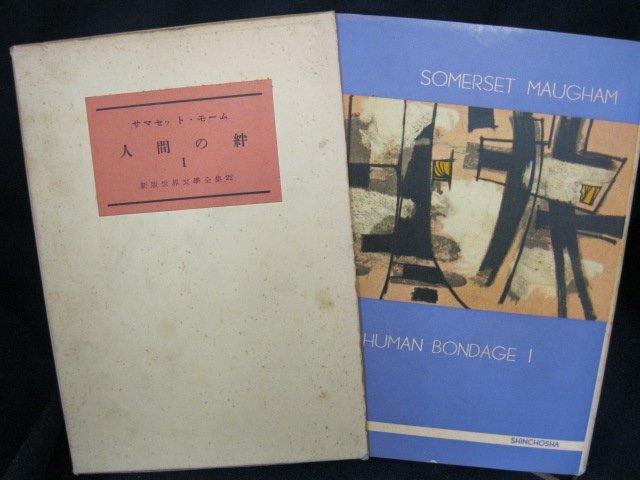 サマセット・モーム
人間の絆
I
新版世界文學全集22
SOMERSET MAUGHAM
HUMAN BONDAGE I
SHINCHOSHA